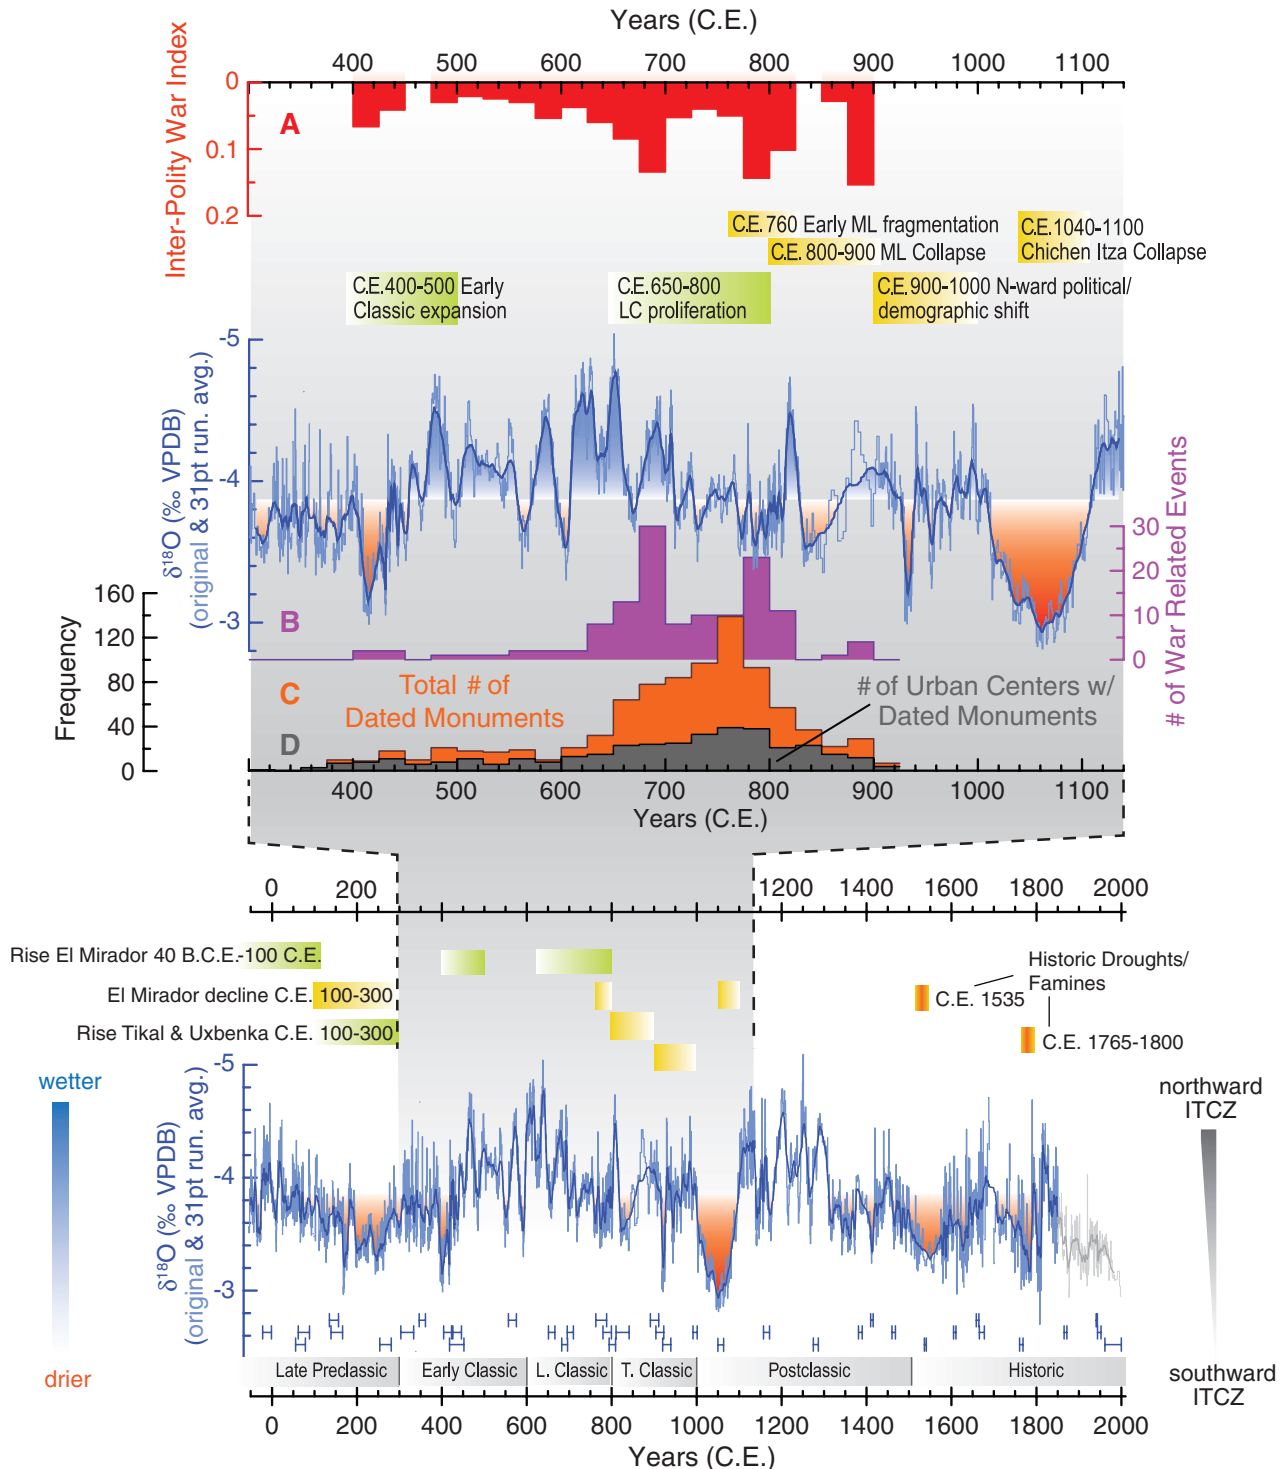 Years (C.E.)
400 500 600 700 800 900 1000 1100
Inter-Polity War Index
0
0.1
0.2
A
C.E. 760 Early ML fragmentation
C.E. 800-900 ML Collapse
C.E. 1040-1100
Chichen Itza Collapse
C.E. 400-500 Early
Classic expansion
C.E. 650-800
LC proliferation
C.E. 900-1000 N-ward political/
demographic shift
δ¹⁸O (‰ VPDB)
(original & 31pt run. avg.)
-5
-4
-3
B
# of War Related Events
30
20
10
0
Frequency
160
120
80
40
0
C
Total # of
Dated Monuments
D
# of Urban Centers w/
Dated Monuments
400 500 600 700 800 900 1000 1100
Years (C.E.)
0 200 1200 1400 1600 1800 2000
Rise El Mirador 40 B.C.E.-100 C.E.
El Mirador decline C.E. 100-300
Rise Tikal & Uxbenka C.E. 100-300
Historic Droughts/
Famines
C.E. 1535
C.E. 1765-1800
wetter
drier
δ¹⁸O (‰ VPDB)
(original & 31pt run. avg.)
-5
-4
-3
northward
ITCZ
southward
ITCZ
Late Preclassic Early Classic L. Classic T. Classic Postclassic Historic
0 200 400 600 800 1000 1200 1400 1600 1800 2000
Years (C.E.)